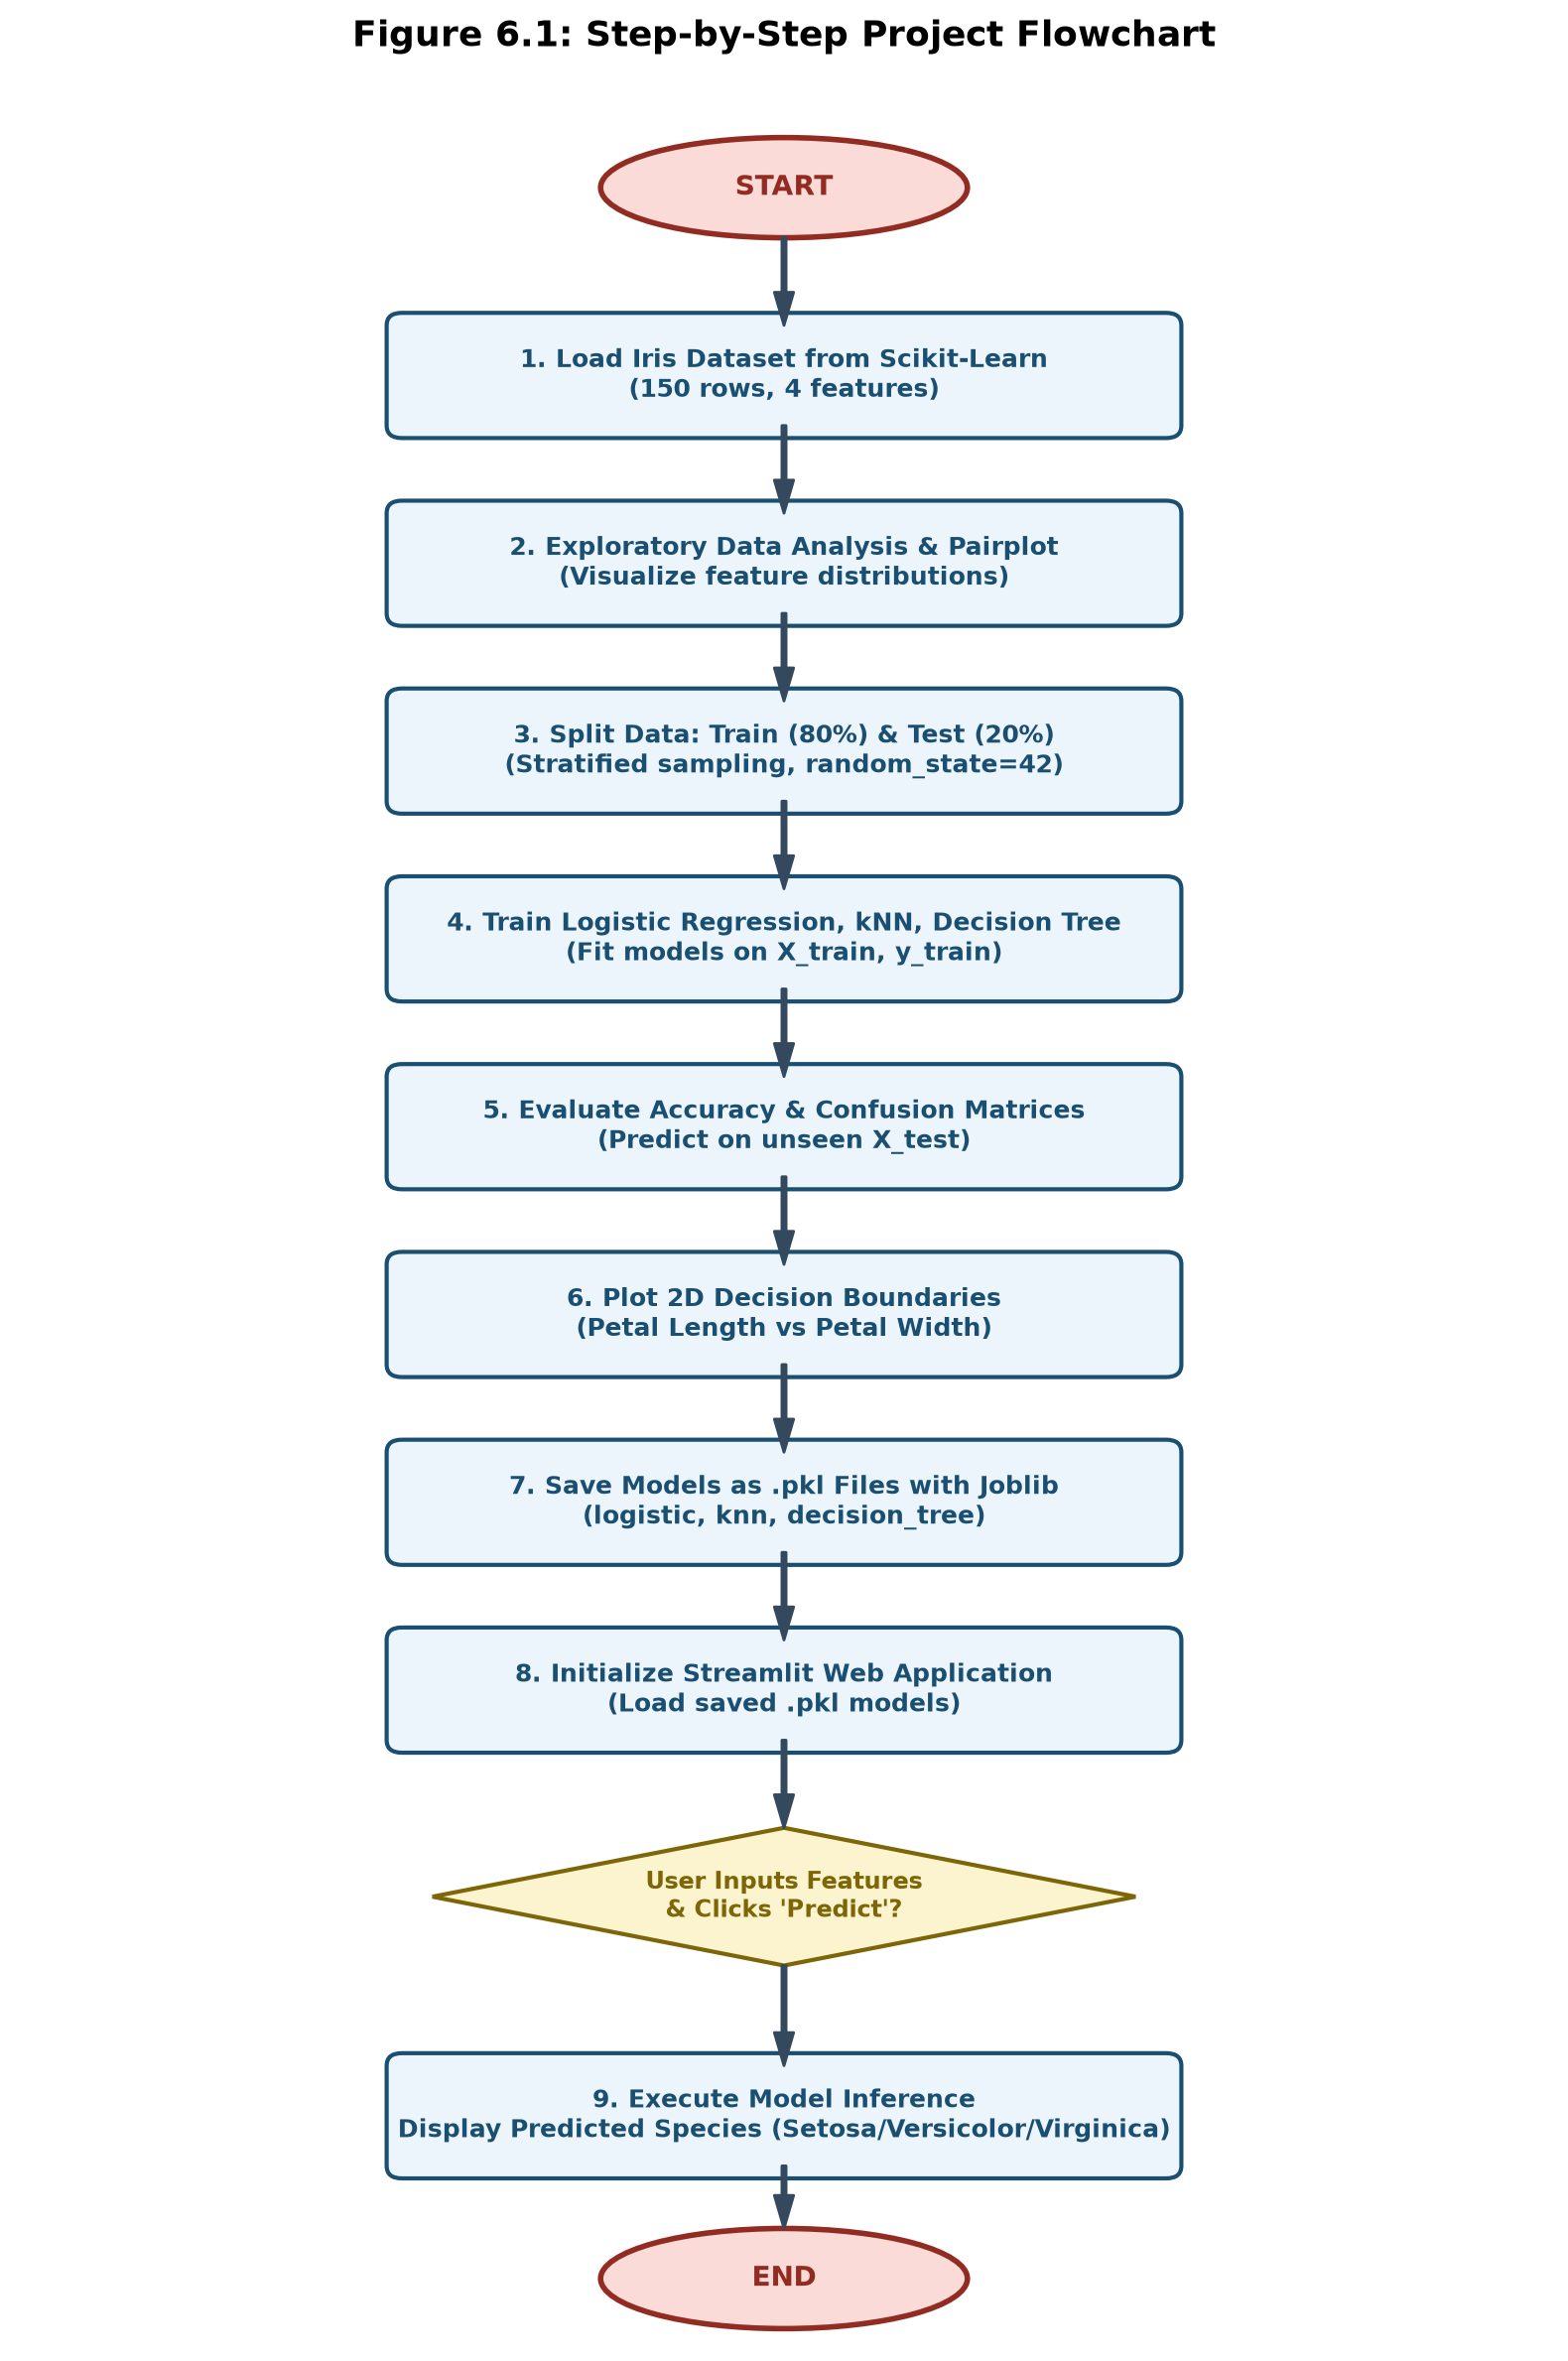 Figure 6.1: Step-by-Step Project Flowchart
START
1. Load Iris Dataset from Scikit-Learn
(150 rows, 4 features)
2. Exploratory Data Analysis & Pairplot
(Visualize feature distributions)
3. Split Data: Train (80%) & Test (20%)
(Stratified sampling, random_state=42)
4. Train Logistic Regression, kNN, Decision Tree
(Fit models on X_train, y_train)
5. Evaluate Accuracy & Confusion Matrices
(Predict on unseen X_test)
6. Plot 2D Decision Boundaries
(Petal Length vs Petal Width)
7. Save Models as .pkl Files with Joblib
(logistic, knn, decision_tree)
8. Initialize Streamlit Web Application
(Load saved .pkl models)
User Inputs Features
& Clicks 'Predict'?
9. Execute Model Inference
Display Predicted Species (Setosa/Versicolor/Virginica)
END